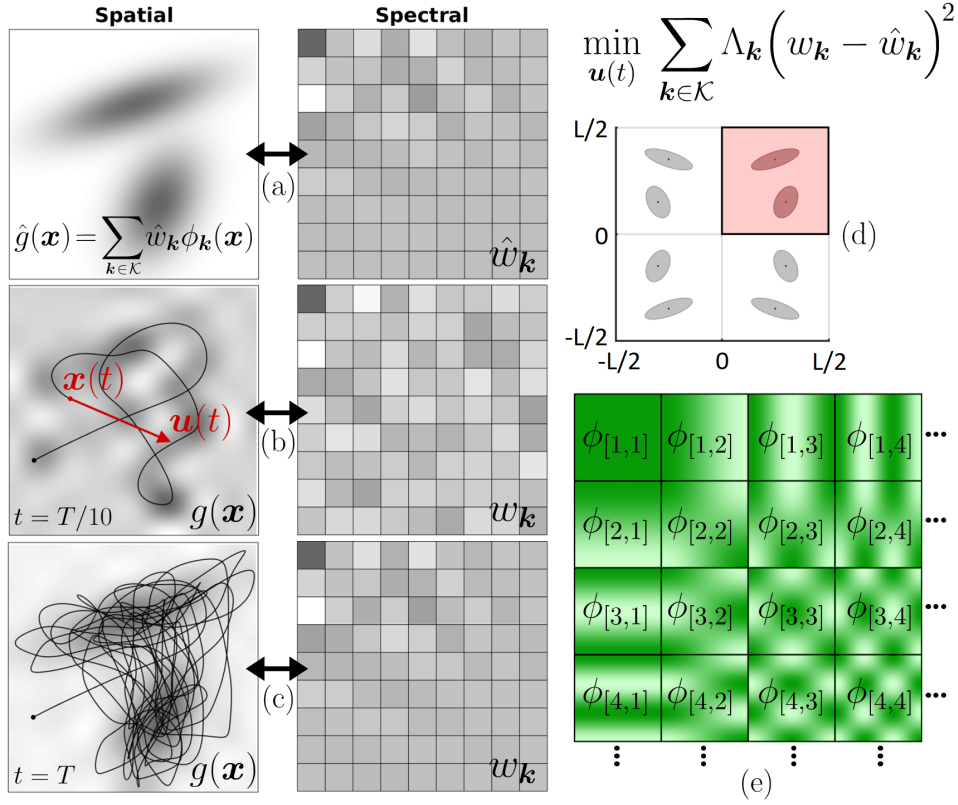 Spatial
Spectral
ĝ(𝒙) = ∑_{𝒌∈𝒦} ŵ_𝒌 ϕ_𝒌(𝒙)
(a)
ŵ_𝒌
𝒙(t)
𝒖(t)
t = T/10
g(𝒙)
(b)
w_𝒌
t = T
g(𝒙)
(c)
w_𝒌
min_{𝒖(t)} ∑_{𝒌∈𝒦} Λ_𝒌 (w_𝒌 − ŵ_𝒌)²
L/2
0
-L/2
-L/2 0 L/2
(d)
ϕ[1,1] ϕ[1,2] ϕ[1,3] ϕ[1,4] •••
ϕ[2,1] ϕ[2,2] ϕ[2,3] ϕ[2,4] •••
ϕ[3,1] ϕ[3,2] ϕ[3,3] ϕ[3,4] •••
ϕ[4,1] ϕ[4,2] ϕ[4,3] ϕ[4,4] •••
(e)